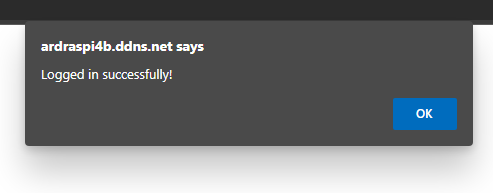 ardraspi4b.ddns.net says
Logged in successfully!
OK